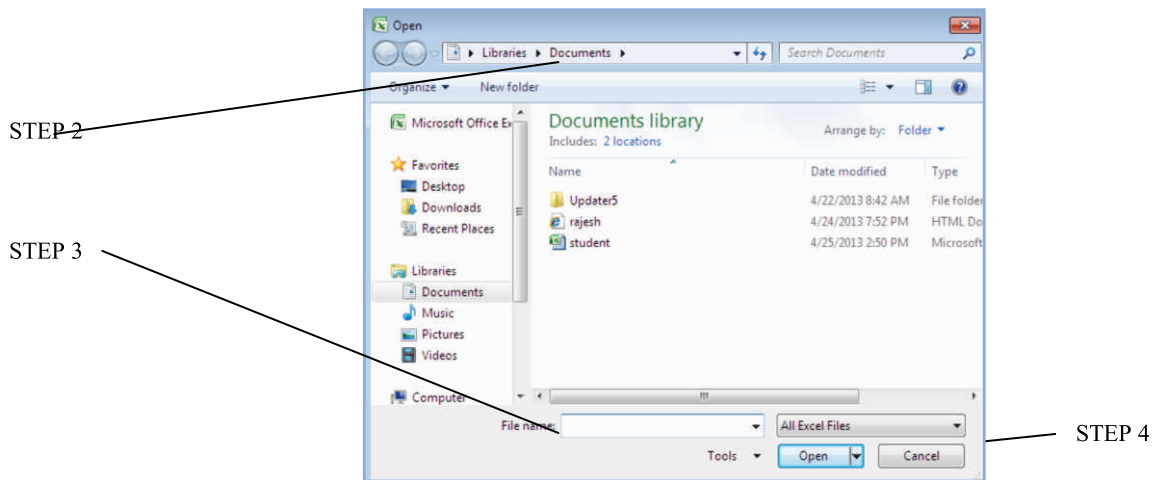 Open
Libraries Documents Search Documents
Organize New folder
STEP 2
Microsoft Office Ex
Documents library
Includes: 2 locations
Arrange by: Folder
Favorites
Desktop
Downloads
Recent Places
Name Date modified Type
Updater5 4/22/2013 8:42 AM File folder
rajesh 4/24/2013 7:52 PM HTML Do
student 4/25/2013 2:50 PM Microsoft
STEP 3
Libraries
Documents
Music
Pictures
Videos
Computer
File name: All Excel Files
STEP 4
Tools Open Cancel